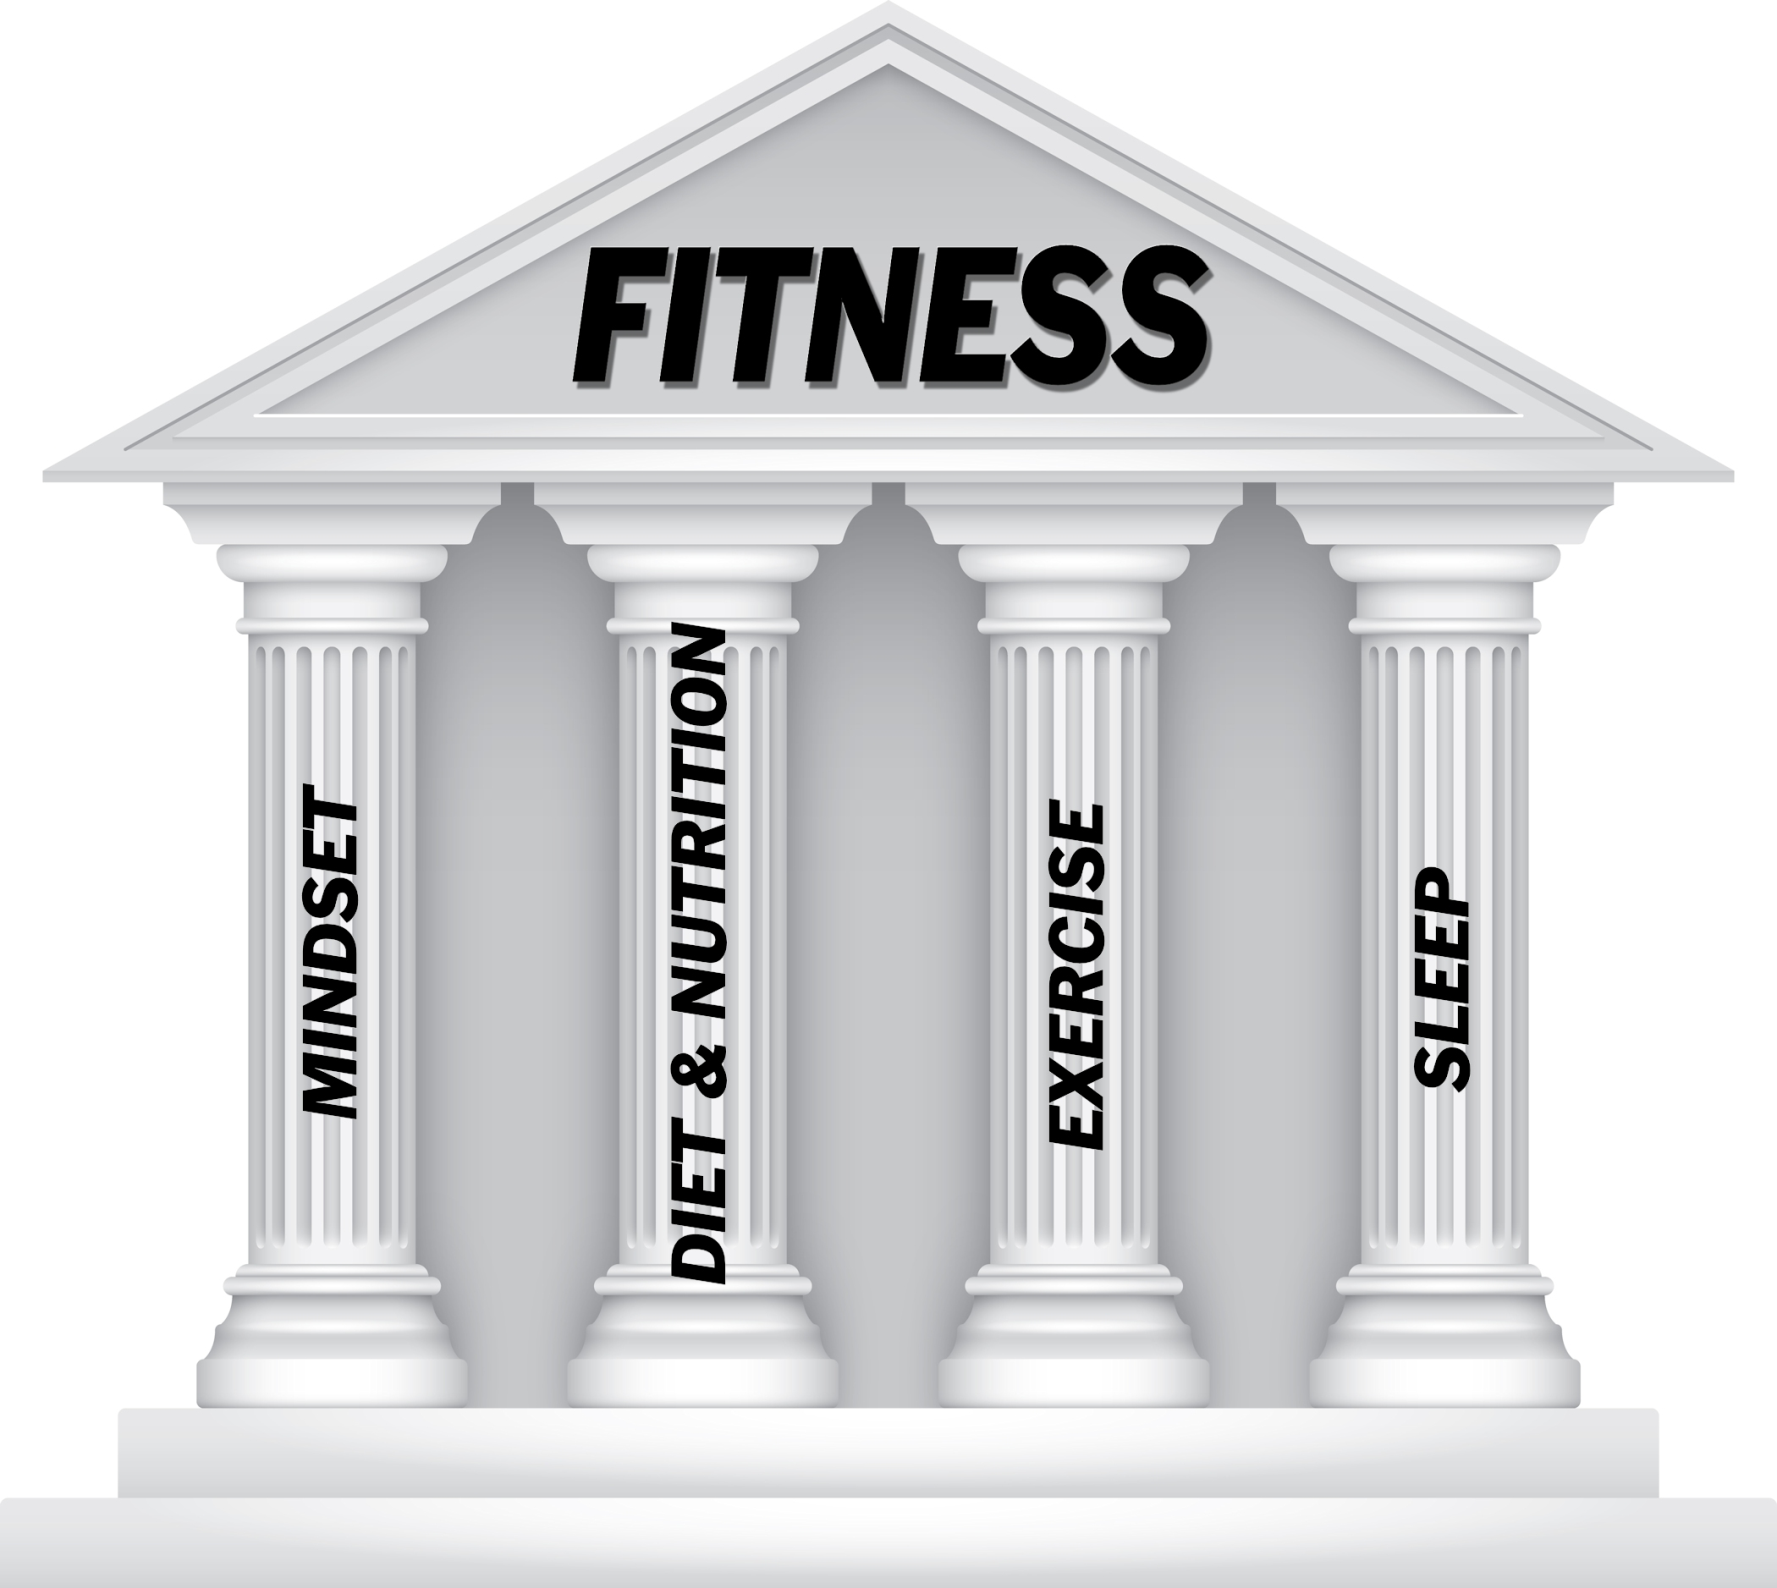 FITNESS
MINDSET
DIET & NUTRITION
EXERCISE
SLEEP